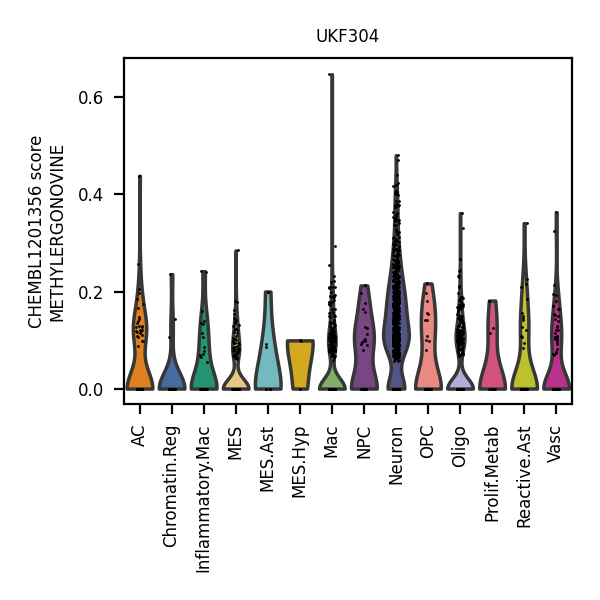 UKF304
CHEMBL1201356 score
METHYLERGONOVINE
0.6
0.4
0.2
0.0
AC
Chromatin.Reg
Inflammatory.Mac
MES
MES.Ast
MES.Hyp
Mac
NPC
Neuron
OPC
Oligo
Prolif.Metab
Reactive.Ast
Vasc